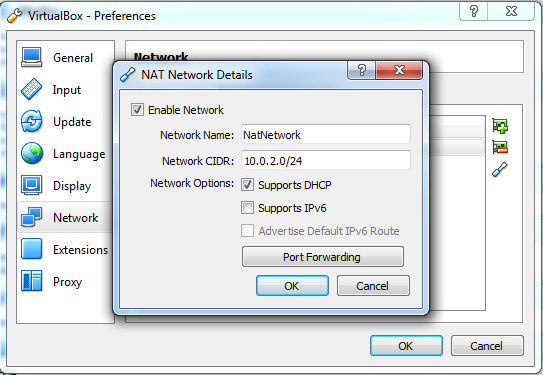 VirtualBox - Preferences
General
Input
Update
Language
Display
Network
Extensions
Proxy
Network
NAT Network Details
Enable Network
Network Name: NatNetwork
Network CIDR: 10.0.2.0/24
Network Options: Supports DHCP
Supports IPv6
Advertise Default IPv6 Route
Port Forwarding
OK Cancel
OK Cancel